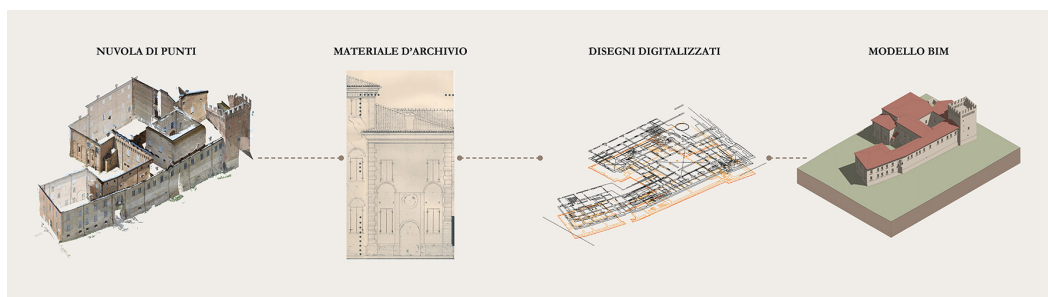 NUVOLA DI PUNTI
MATERIALE D'ARCHIVIO
DISEGNI DIGITALIZZATI
MODELLO BIM